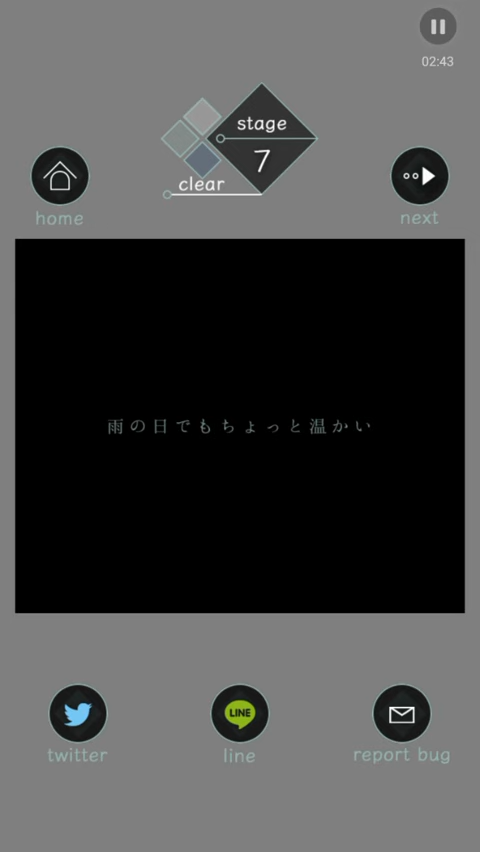 02:43
stage
7
clear
home
next
雨の日でもちょっと温かい
twitter
LINE
line
report bug